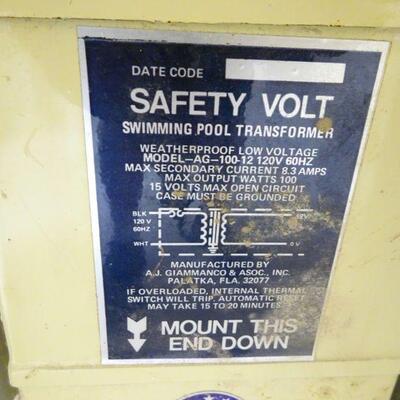 DATE CODE
SAFETY VOLT
SWIMMING POOL TRANSFORMER
WEATHERPROOF LOW VOLTAGE
MODEL-AG-100-12 120V 60HZ
MAX SECONDARY CURRENT 8.3 AMPS
MAX OUTPUT WATTS 100
15 VOLTS MAX OPEN CIRCUIT
CASE MUST BE GROUNDED
BLK 12V
120 V
60HZ
WHT 0 V
MANUFACTURED BY
A.J. GIAMMANCO & ASOC., INC.
PALATKA, FLA. 32077
IF OVERLOADED, INTERNAL THERMAL
SWITCH WILL TRIP. AUTOMATIC RESET
MAY TAKE 15 TO 20 MINUTES.
MOUNT THIS
END DOWN